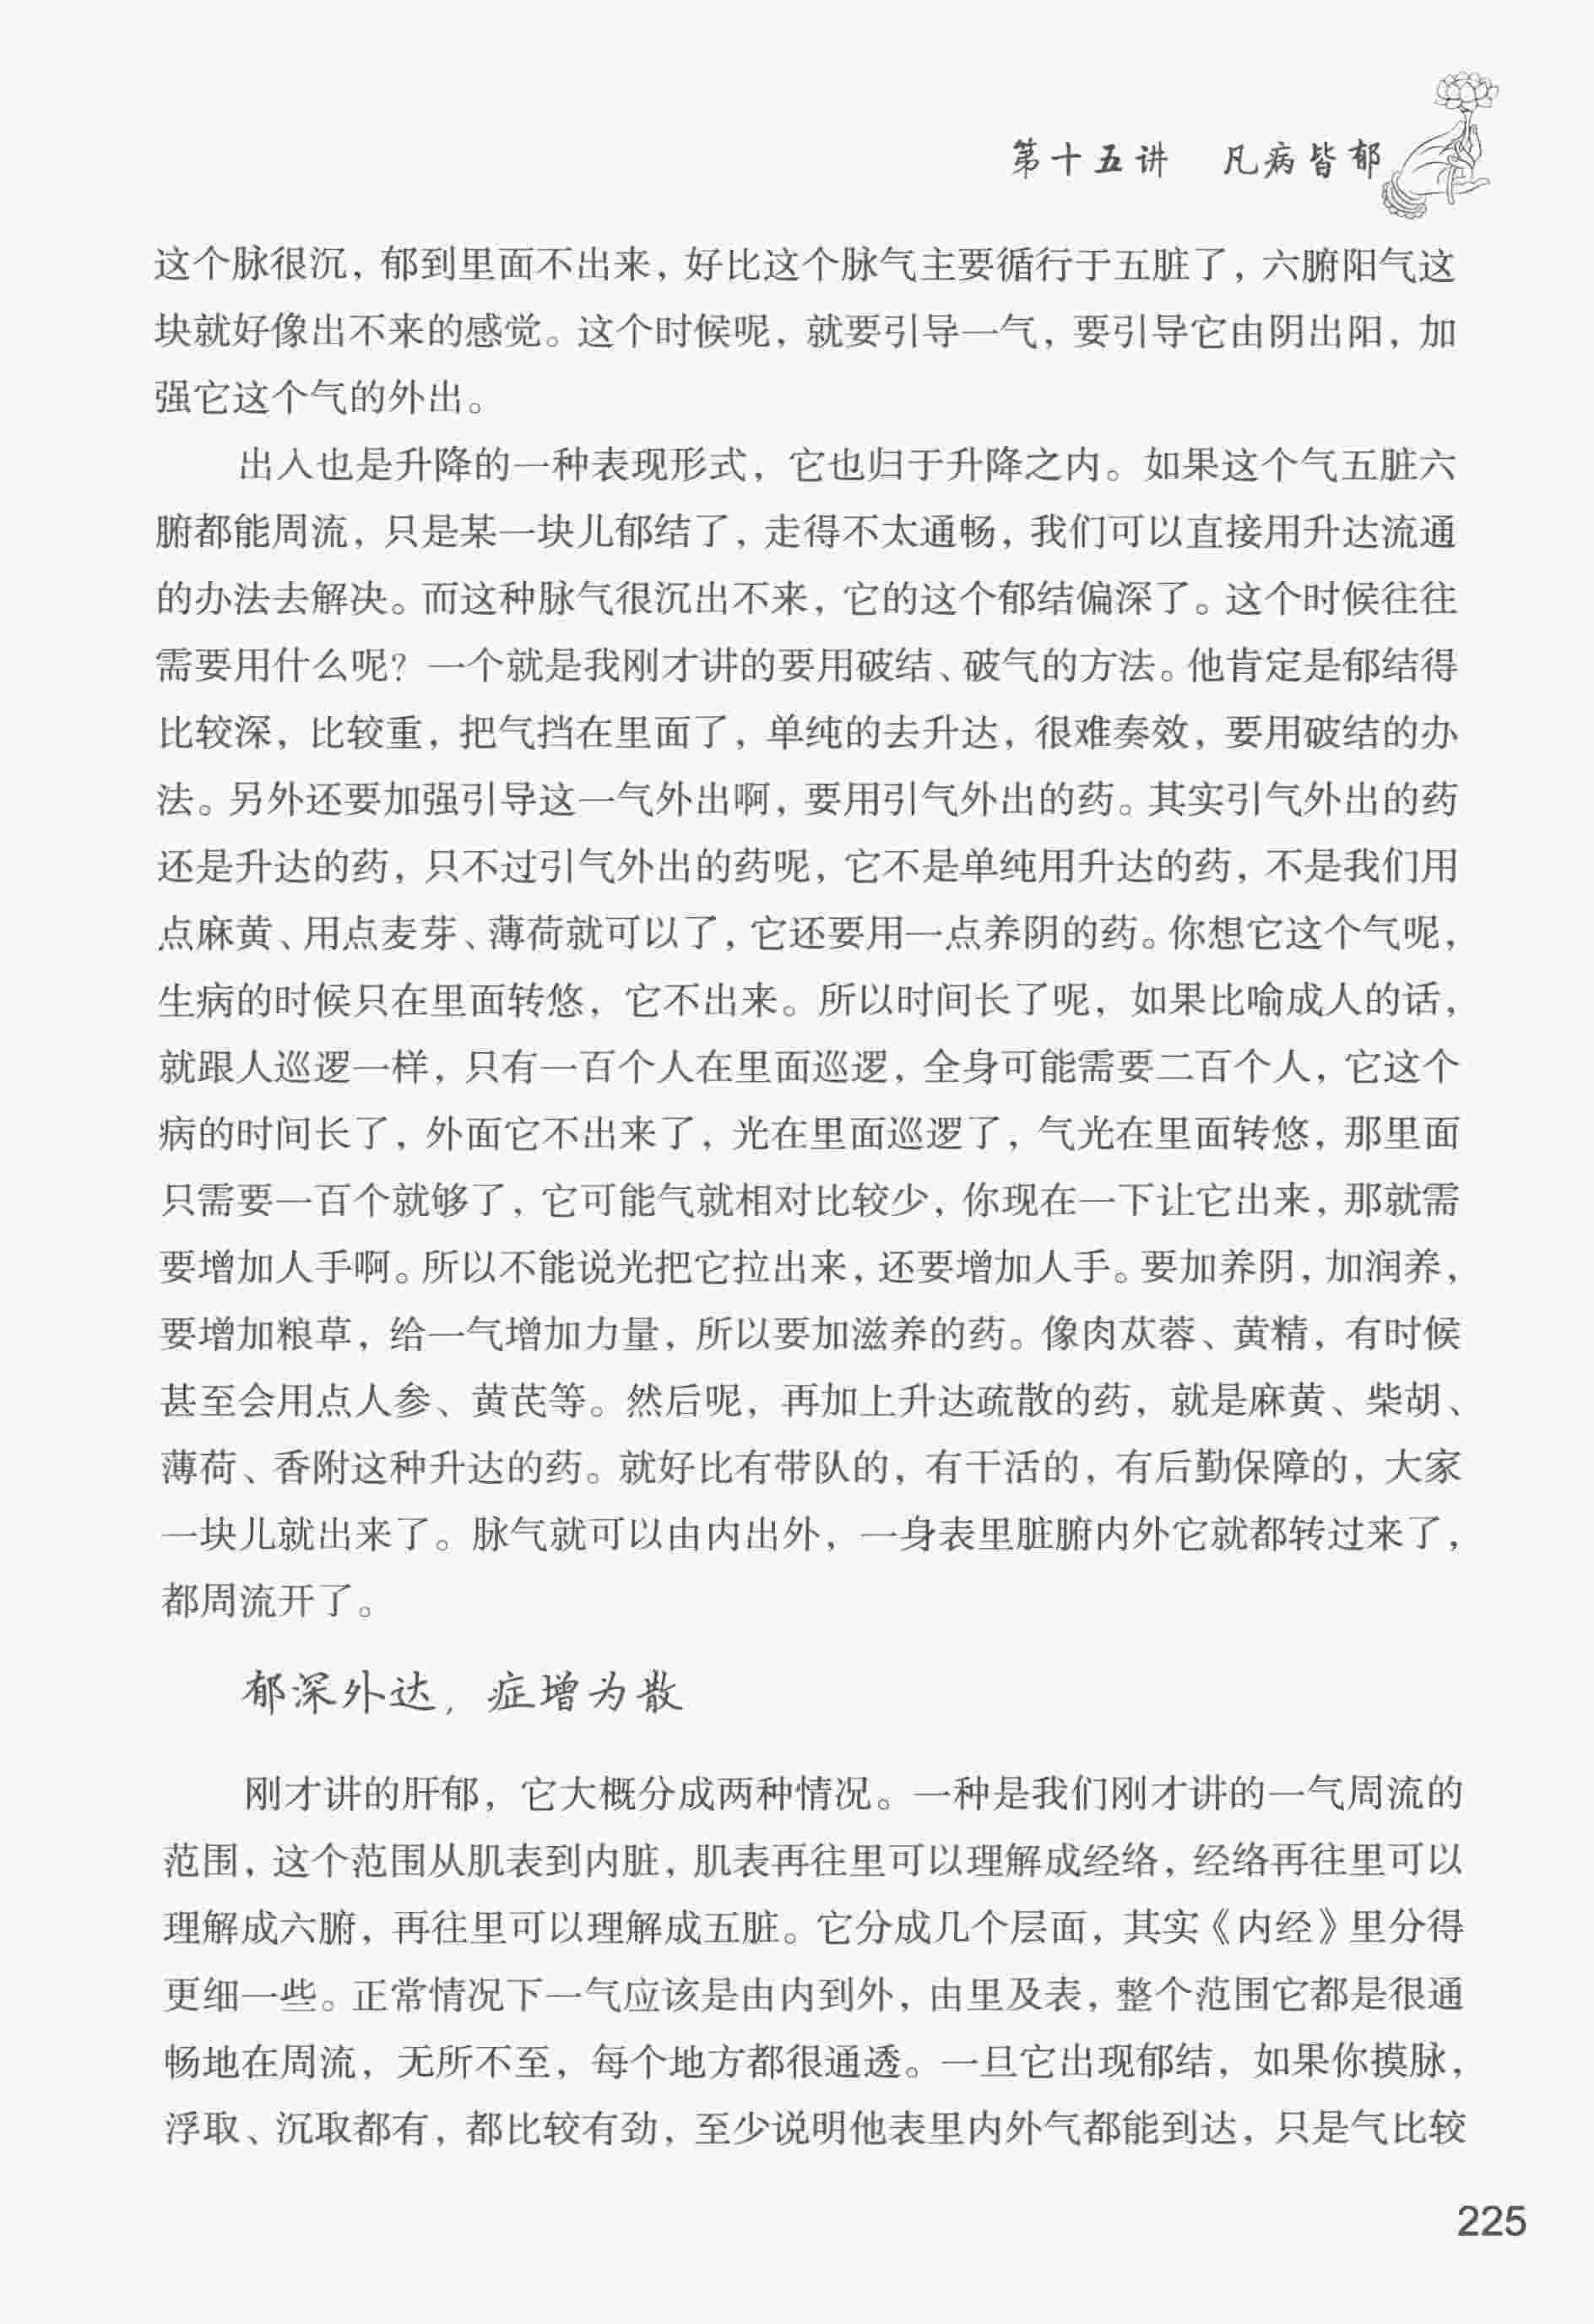 第十五讲 凡病皆郁
这个脉很沉，郁到里面不出来，好比这个脉气主要循行于五脏了，六腑阳气这
块就好像出不来的感觉。这个时候呢，就要引导一气，要引导它由阴出阳，加
强它这个气的外出。
出入也是升降的一种表现形式，它也归于升降之内。如果这个气五脏六
腑都能周流，只是某一块儿郁结了，走得不太通畅，我们可以直接用升达流通
的办法去解决。而这种脉气很沉出不来，它的这个郁结偏深了。这个时候往往
需要用什么呢？一个就是我刚才讲的要用破结、破气的方法。他肯定是郁结得
比较深，比较重，把气挡在里面了，单纯的去升达，很难奏效，要用破结的办
法。另外还要加强引导这一气外出啊，要用引气外出的药。其实引气外出的药
还是升达的药，只不过引气外出的药呢，它不是单纯用升达的药，不是我们用
点麻黄、用点麦芽、薄荷就可以了，它还要用一点养阴的药。你想它这个气呢，
生病的时候只在里面转悠，它不出来。所以时间长了呢，如果比喻成人的话，
就跟人巡逻一样，只有一百个人在里面巡逻，全身可能需要二百个人，它这个
病的时间长了，外面它不出来了，光在里面巡逻了，气光在里面转悠，那里面
只需要一百个就够了，它可能气就相对比较少，你现在一下让它出来，那就需
要增加人手啊。所以不能说光把它拉出来，还要增加人手。要加养阴，加润养，
要增加粮草，给一气增加力量，所以要加滋养的药。像肉苁蓉、黄精，有时候
甚至会用点人参、黄芪等。然后呢，再加上升达疏散的药，就是麻黄、柴胡、
薄荷、香附这种升达的药。就好比有带队的，有干活的，有后勤保障的，大家
一块儿就出来了。脉气就可以由内出外，一身表里脏腑内外它就都转过来了，
都周流开了。
郁深外达，症增为散
刚才讲的肝郁，它大概分成两种情况。一种是我们刚才讲的一气周流的
范围，这个范围从肌表到内脏，肌表再往里可以理解成经络，经络再往里可以
理解成六腑，再往里可以理解成五脏。它分成几个层面，其实《内经》里分得
更细一些。正常情况下一气应该是由内到外，由里及表，整个范围它都是很通
畅地在周流，无所不至，每个地方都很通透。一旦它出现郁结，如果你摸脉，
浮取、沉取都有，都比较有劲，至少说明他表里内外气都能到达，只是气比较
225